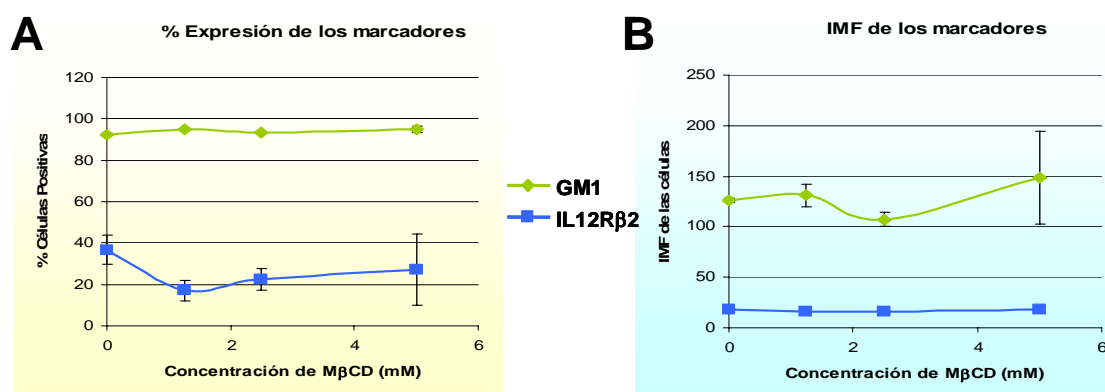 A
% Expresión de los marcadores
% Células Positivas
120
100
80
60
40
20
0
0 2 4 6
Concentración de MβCD (mM)
GM1
IL12Rβ2
B
IMF de los marcadores
IMF de las células
250
200
150
100
50
0
0 2 4 6
Concentración de MβCD (mM)